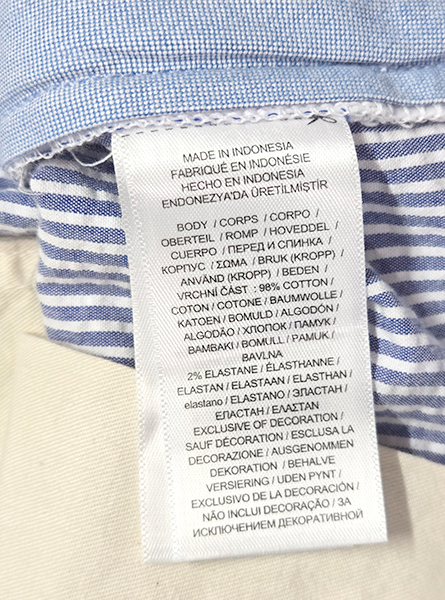 MADE IN INDONESIA
FABRIQUÉ EN INDONÉSIE
HECHO EN INDONESIA
ENDONEZYA'DA ÜRETİLMİŞTİR
BODY / CORPS / CORPO /
OBERTEIL / ROMP / HOVEDDEL /
CUERPO / ПЕРЕД И СПИНКА /
КОРПУС / ΣΩΜΑ / BRUK (KROPP) /
ANVÄND (KROPP) / BEDEN /
VRCHNÍ ČÁST : 98% COTTON /
COTON / COTONE / BAUMWOLLE /
KATOEN / BOMULD / ALGODÓN /
ALGODÃO / ХЛОПОК / ПАМУК /
BAMBAKI / BOMULL / PAMUK /
BAVLNA
2% ELASTANE / ÉLASTHANNE /
ELASTAN / ELASTAAN / ELASTHAN /
elastano / ELASTANO / ЭЛАСТАН /
ЕЛАСТАН / ΕΛΑΣΤΑΝ
EXCLUSIVE OF DECORATION /
SAUF DÉCORATION / ESCLUSA LA
DECORAZIONE / AUSGENOMMEN
DEKORATION / BEHALVE
VERSIERING / UDEN PYNT /
EXCLUSIVO DE LA DECORACIÓN /
NÃO INCLUI DECORAÇÃO / ЗА
ИСКЛЮЧЕНИЕМ ДЕКОРАТИВНОЙ